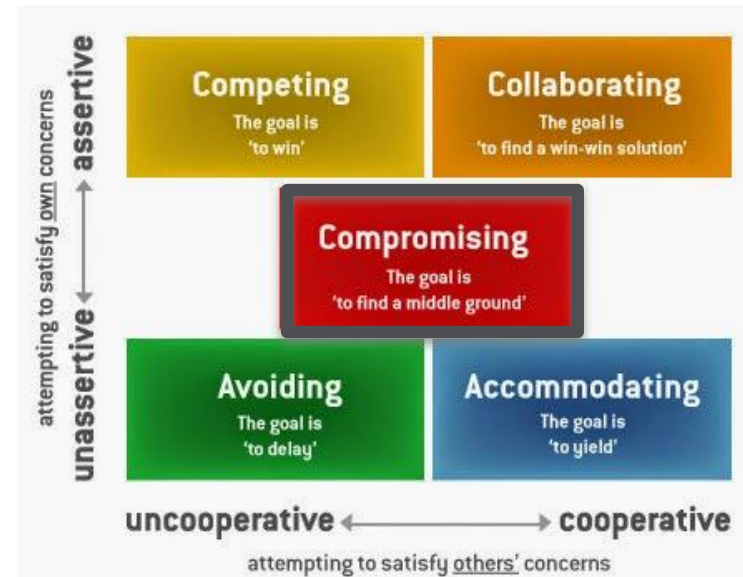 assertive
unassertive
attempting to satisfy own concerns
Competing
The goal is
'to win'
Collaborating
The goal is
'to find a win-win solution'
Compromising
The goal is
'to find a middle ground'
Avoiding
The goal is
'to delay'
Accommodating
The goal is
'to yield'
uncooperative
cooperative
attempting to satisfy others' concerns